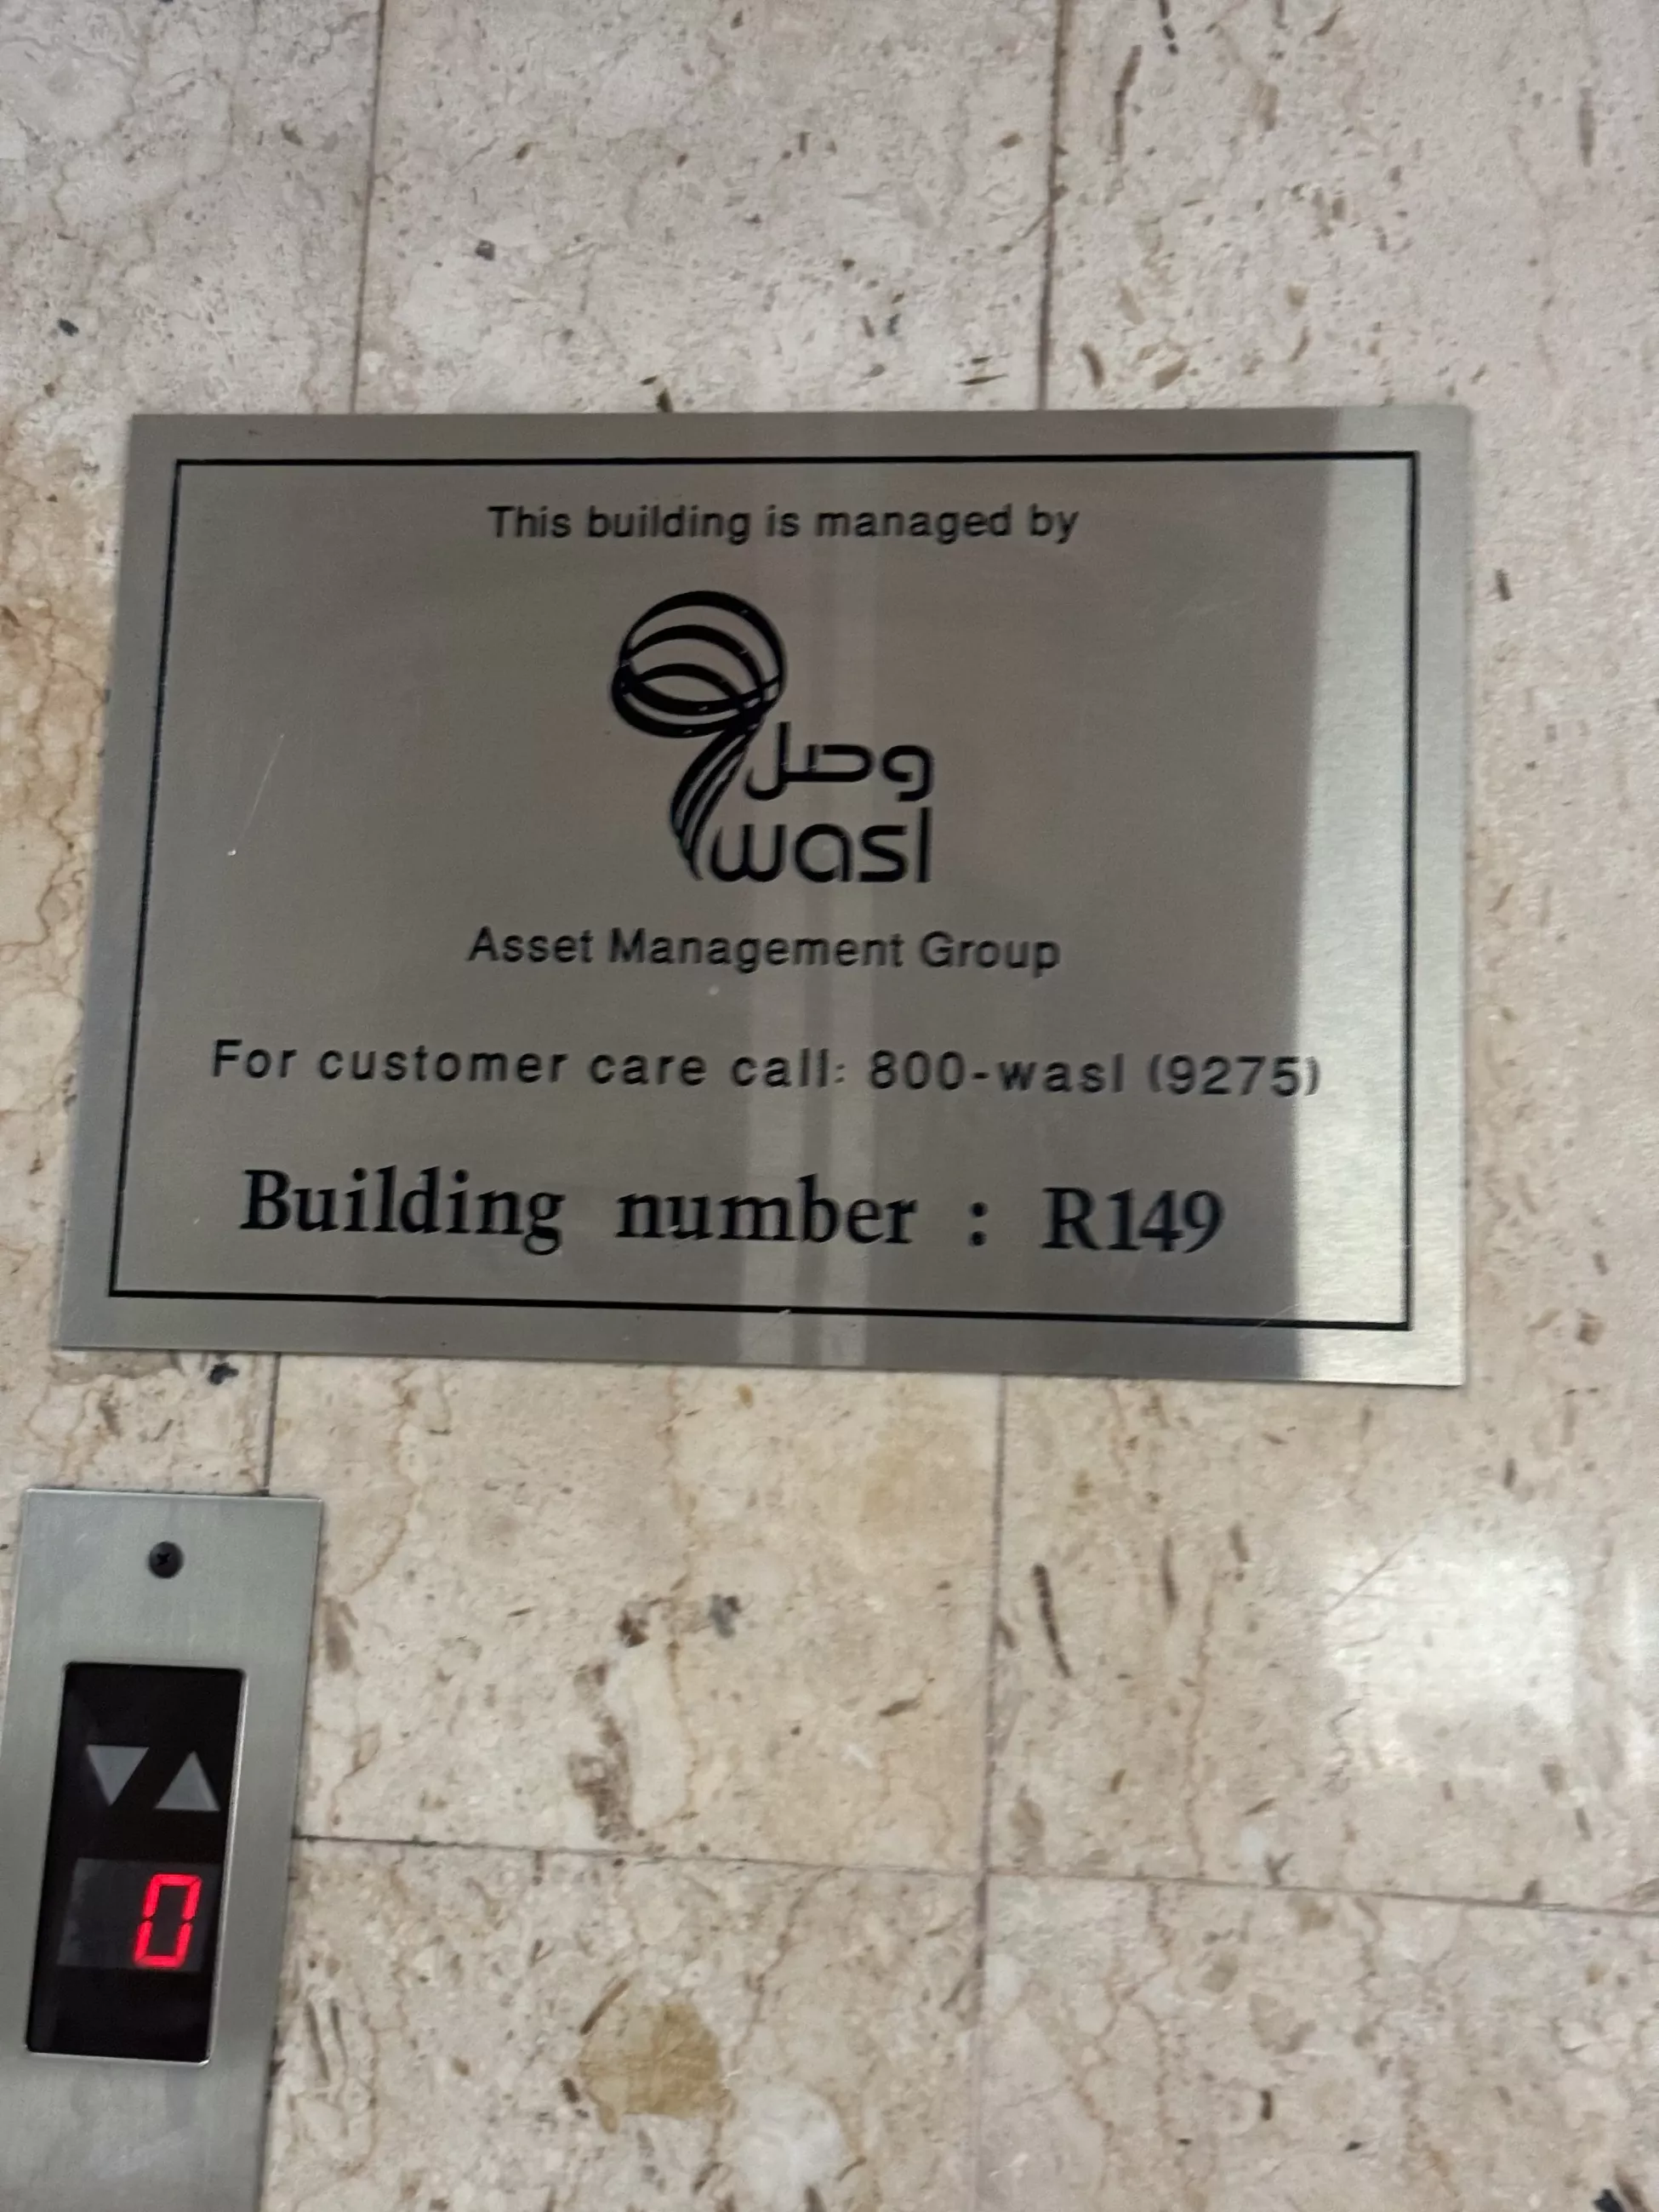 This building is managed by
وصل
wasl
Asset Management Group
For customer care call: 800-wasl (9275)
Building number : R149
0